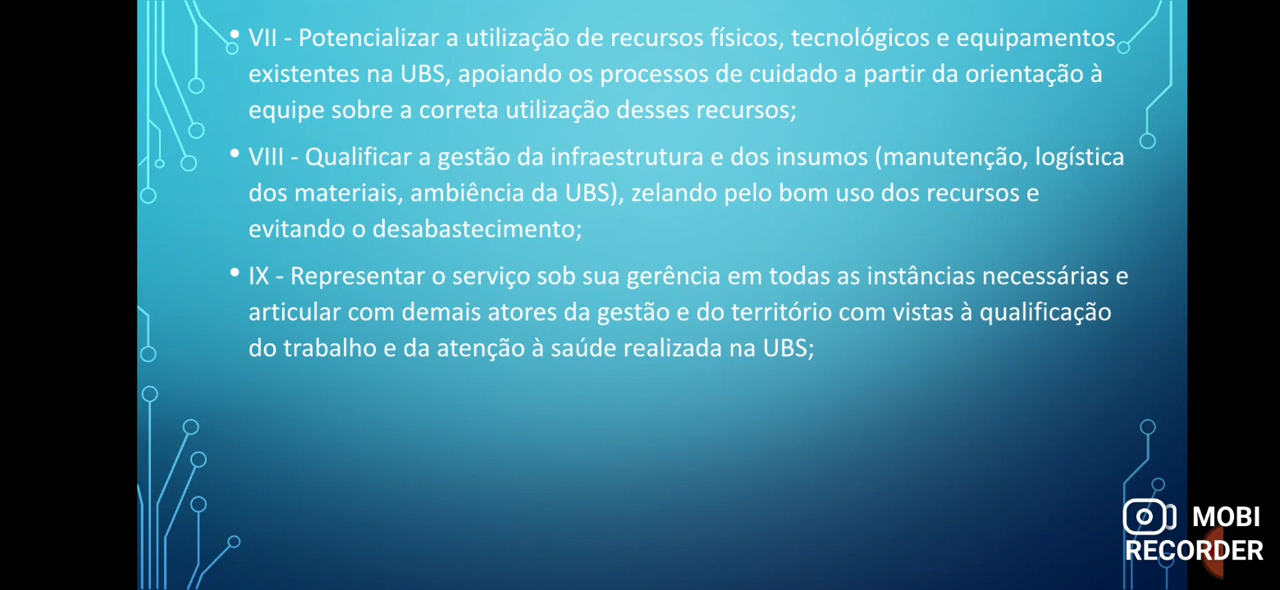 • VII - Potencializar a utilização de recursos físicos, tecnológicos e equipamentos
existentes na UBS, apoiando os processos de cuidado a partir da orientação à
equipe sobre a correta utilização desses recursos;
• VIII - Qualificar a gestão da infraestrutura e dos insumos (manutenção, logística
dos materiais, ambiência da UBS), zelando pelo bom uso dos recursos e
evitando o desabastecimento;
• IX - Representar o serviço sob sua gerência em todas as instâncias necessárias e
articular com demais atores da gestão e do território com vistas à qualificação
do trabalho e da atenção à saúde realizada na UBS;
MOBI
RECORDER